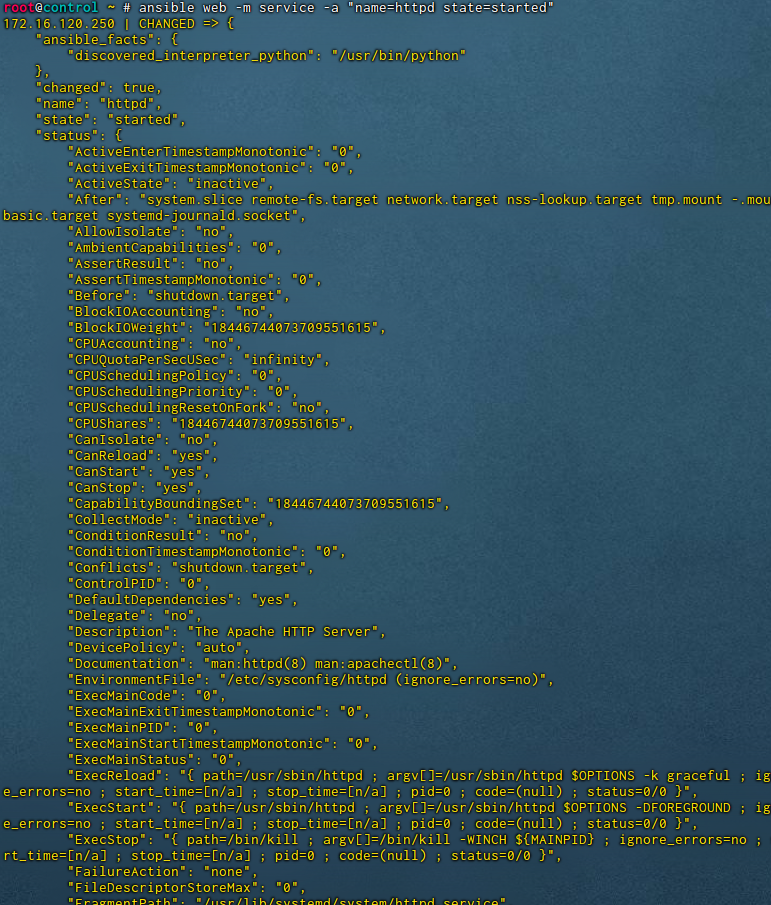 root@control ~ # ansible web -m service -a "name=httpd state=started"
172.16.120.250 | CHANGED => {
    "ansible_facts": {
        "discovered_interpreter_python": "/usr/bin/python"
    },
    "changed": true,
    "name": "httpd",
    "state": "started",
    "status": {
        "ActiveEnterTimestampMonotonic": "0",
        "ActiveExitTimestampMonotonic": "0",
        "ActiveState": "inactive",
        "After": "system.slice remote-fs.target network.target nss-lookup.target tmp.mount -.mou
basic.target systemd-journald.socket",
        "AllowIsolate": "no",
        "AmbientCapabilities": "0",
        "AssertResult": "no",
        "AssertTimestampMonotonic": "0",
        "Before": "shutdown.target",
        "BlockIOAccounting": "no",
        "BlockIOWeight": "18446744073709551615",
        "CPUAccounting": "no",
        "CPUQuotaPerSecUSec": "infinity",
        "CPUSchedulingPolicy": "0",
        "CPUSchedulingPriority": "0",
        "CPUSchedulingResetOnFork": "no",
        "CPUShares": "18446744073709551615",
        "CanIsolate": "no",
        "CanReload": "yes",
        "CanStart": "yes",
        "CanStop": "yes",
        "CapabilityBoundingSet": "18446744073709551615",
        "CollectMode": "inactive",
        "ConditionResult": "no",
        "ConditionTimestampMonotonic": "0",
        "Conflicts": "shutdown.target",
        "ControlPID": "0",
        "DefaultDependencies": "yes",
        "Delegate": "no",
        "Description": "The Apache HTTP Server",
        "DevicePolicy": "auto",
        "Documentation": "man:httpd(8) man:apachectl(8)",
        "EnvironmentFile": "/etc/sysconfig/httpd (ignore_errors=no)",
        "ExecMainCode": "0",
        "ExecMainExitTimestampMonotonic": "0",
        "ExecMainPID": "0",
        "ExecMainStartTimestampMonotonic": "0",
        "ExecMainStatus": "0",
        "ExecReload": "{ path=/usr/sbin/httpd ; argv[]=/usr/sbin/httpd $OPTIONS -k graceful ; ig
e_errors=no ; start_time=[n/a] ; stop_time=[n/a] ; pid=0 ; code=(null) ; status=0/0 }",
        "ExecStart": "{ path=/usr/sbin/httpd ; argv[]=/usr/sbin/httpd $OPTIONS -DFOREGROUND ; ig
e_errors=no ; start_time=[n/a] ; stop_time=[n/a] ; pid=0 ; code=(null) ; status=0/0 }",
        "ExecStop": "{ path=/bin/kill ; argv[]=/bin/kill -WINCH ${MAINPID} ; ignore_errors=no ;
rt_time=[n/a] ; stop_time=[n/a] ; pid=0 ; code=(null) ; status=0/0 }",
        "FailureAction": "none",
        "FileDescriptorStoreMax": "0",
        "FragmentPath": "/usr/lib/systemd/system/httpd.service"